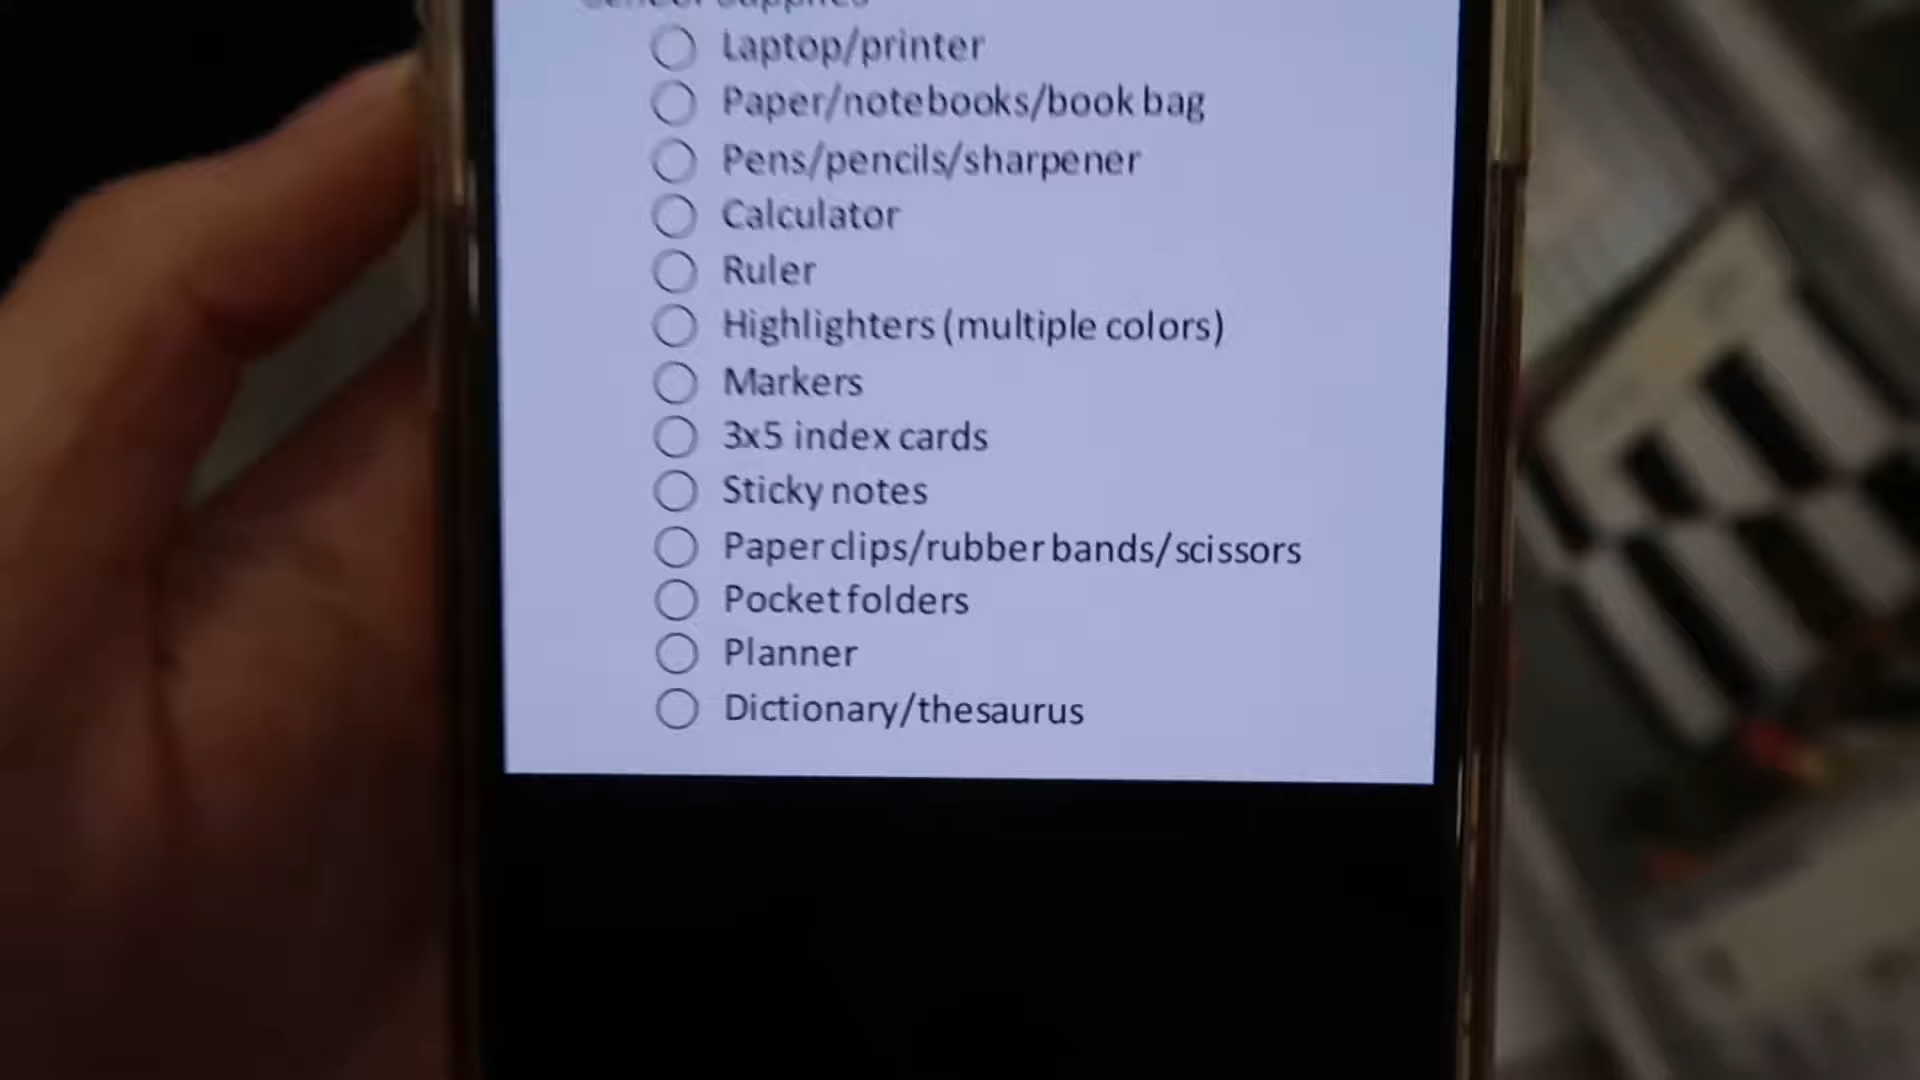 Supplies
Laptop/printer
Paper/notebooks/book bag
Pens/pencils/sharpener
Calculator
Ruler
Highlighters (multiple colors)
Markers
3x5 index cards
Sticky notes
Paper clips/rubber bands/scissors
Pocket folders
Planner
Dictionary/thesaurus